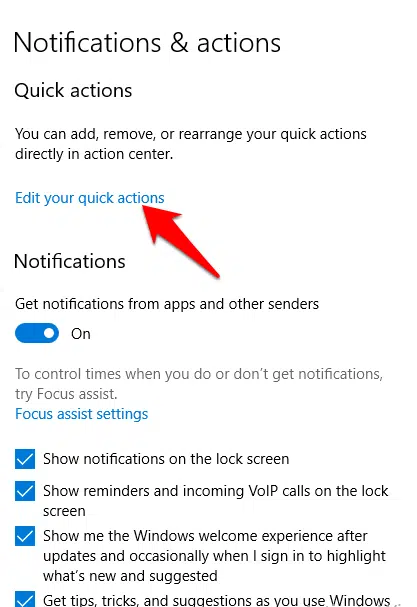 Notifications & actions
Quick actions
You can add, remove, or rearrange your quick actions
directly in action center.
Edit your quick actions
Notifications
Get notifications from apps and other senders
On
To control times when you do or don't get notifications,
try Focus assist.
Focus assist settings
Show notifications on the lock screen
Show reminders and incoming VoIP calls on the lock
screen
Show me the Windows welcome experience after
updates and occasionally when I sign in to highlight
what's new and suggested
Get tips, tricks, and suggestions as you use Windows